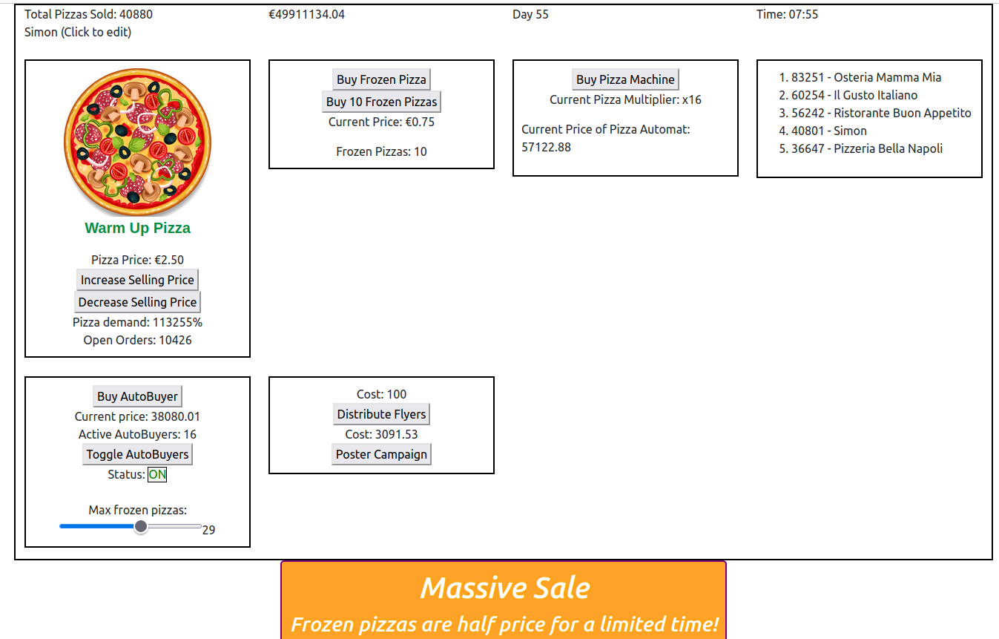 Total Pizzas Sold: 40880
€49911134.04
Day 55
Time: 07:55
Simon (Click to edit)
Warm Up Pizza
Pizza Price: €2.50
Increase Selling Price
Decrease Selling Price
Pizza demand: 113255%
Open Orders: 10426
Buy Frozen Pizza
Buy 10 Frozen Pizzas
Current Price: €0.75
Frozen Pizzas: 10
Buy Pizza Machine
Current Pizza Multiplier: x16
Current Price of Pizza Automat:
57122.88
1. 83251 - Osteria Mamma Mia
2. 60254 - Il Gusto Italiano
3. 56242 - Ristorante Buon Appetito
4. 40801 - Simon
5. 36647 - Pizzeria Bella Napoli
Buy AutoBuyer
Current price: 38080.01
Active AutoBuyers: 16
Toggle AutoBuyers
Status: ON
Max frozen pizzas:
29
Cost: 100
Distribute Flyers
Cost: 3091.53
Poster Campaign
Massive Sale
Frozen pizzas are half price for a limited time!